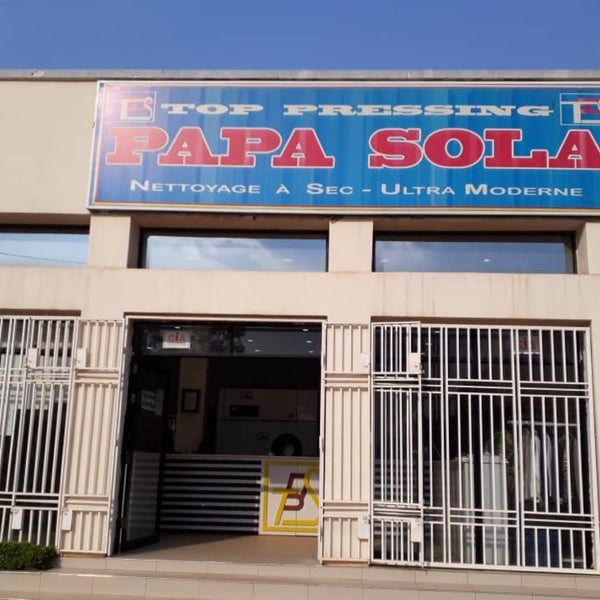 TOP PRESSING
PAPA SOLA
NETTOYAGE À SEC - ULTRA MODERNE